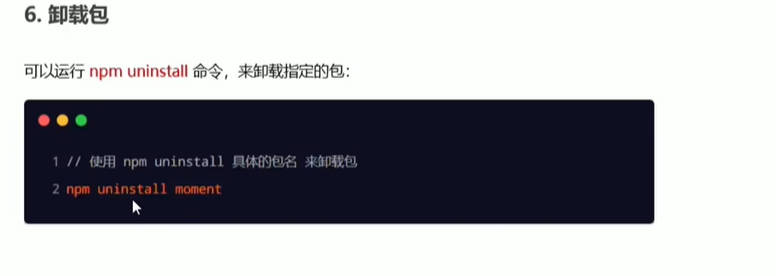 6. 卸载包
可以运行 npm uninstall 命令，来卸载指定的包：
1 // 使用 npm uninstall 具体的包名 来卸载包
2 npm uninstall moment